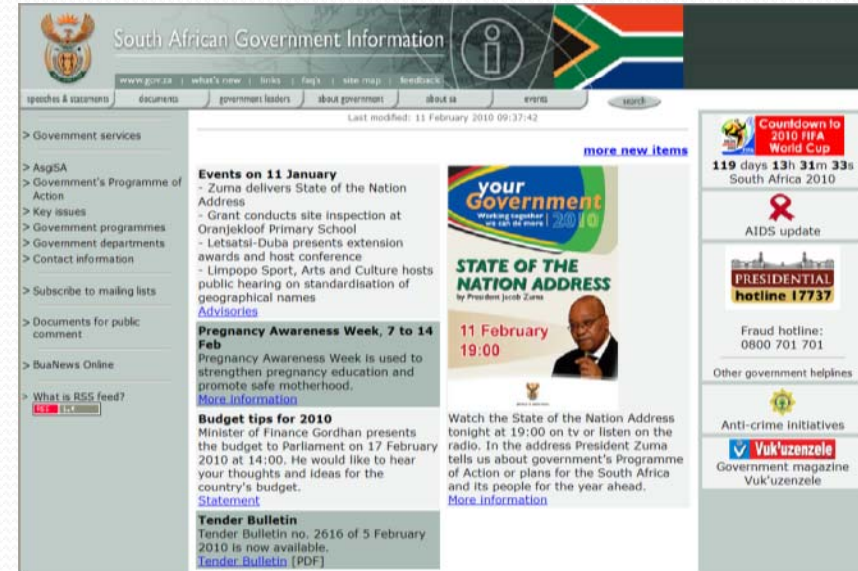 South African Government Information
www.gov.za | what's new | links | faq's | site map | feedback
speeches & statements
documents
government leaders
about government
about sa
events
search
Last modified: 11 February 2010 09:37:42
> Government services
> AsgiSA
> Government's Programme of
Action
> Key issues
> Government programmes
> Government departments
> Contact information
> Subscribe to mailing lists
> Documents for public
comment
> BuaNews Online
> What is RSS feed?
more new items
Events on 11 January
- Zuma delivers State of the Nation
Address
- Grant conducts site inspection at
Oranjekloof Primary School
- Letsatsi-Duba presents extension
awards and host conference
- Limpopo Sport, Arts and Culture hosts
public hearing on standardisation of
geographical names
Advisories
Pregnancy Awareness Week, 7 to 14
Feb
Pregnancy Awareness Week is used to
strengthen pregnancy education and
promote safe motherhood.
More information
Budget tips for 2010
Minister of Finance Gordhan presents
the budget to Parliament on 17 February
2010 at 14:00. He would like to hear
your thoughts and ideas for the
country's budget.
Statement
Tender Bulletin
Tender Bulletin no. 2616 of 5 February
2010 is now available.
Tender Bulletin [PDF]
your
Government
Working together
we can do more
2010
STATE OF THE
NATION ADDRESS
by President Jacob Zuma
11 February
19:00
Watch the State of the Nation Address
tonight at 19:00 on tv or listen on the
radio. In the address President Zuma
tells us about government's Programme
of Action or plans for the South Africa
and its people for the year ahead.
More information
Countdown to
2010 FIFA
World Cup
119 days 13h 31m 33s
South Africa 2010
AIDS update
PRESIDENTIAL
hotline 17737
Fraud hotline:
0800 701 701
Other government helplines
Anti-crime initiatives
Vuk'uzenzele
Government magazine
Vuk'uzenzele